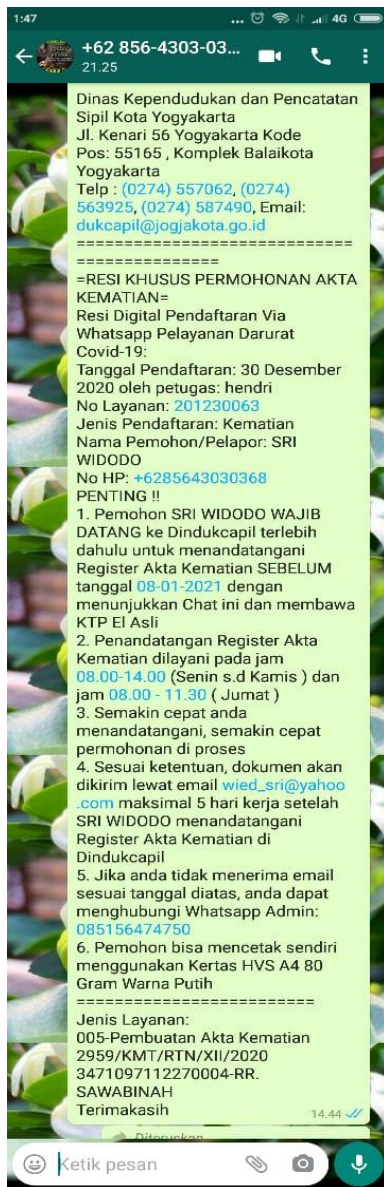 1:47
... 4G
+62 856-4303-03...
21.25
Dinas Kependudukan dan Pencatatan
Sipil Kota Yogyakarta
Jl. Kenari 56 Yogyakarta Kode
Pos: 55165 , Komplek Balaikota
Yogyakarta
Telp : (0274) 557062, (0274)
563925, (0274) 587490, Email:
dukcapil@jogjakota.go.id
==============================
===============
=RESI KHUSUS PERMOHONAN AKTA
KEMATIAN=
Resi Digital Pendaftaran Via
Whatsapp Pelayanan Darurat
Covid-19:
Tanggal Pendaftaran: 30 Desember
2020 oleh petugas: hendri
No Layanan: 201230063
Jenis Pendaftaran: Kematian
Nama Pemohon/Pelapor: SRI
WIDODO
No HP: +6285643030368
PENTING !!
1. Pemohon SRI WIDODO WAJIB
DATANG ke Dindukcapil terlebih
dahulu untuk menandatangani
Register Akta Kematian SEBELUM
tanggal 08-01-2021 dengan
menunjukkan Chat ini dan membawa
KTP El Asli
2. Penandatangan Register Akta
Kematian dilayani pada jam
08.00-14.00 (Senin s.d Kamis ) dan
jam 08.00 - 11.30 ( Jumat )
3. Semakin cepat anda
menandatangani, semakin cepat
permohonan di proses
4. Sesuai ketentuan, dokumen akan
dikirim lewat email wied_sri@yahoo
.com maksimal 5 hari kerja setelah
SRI WIDODO menandatangani
Register Akta Kematian di
Dindukcapil
5. Jika anda tidak menerima email
sesuai tanggal diatas, anda dapat
menghubungi Whatsapp Admin:
085156474750
6. Pemohon bisa mencetak sendiri
menggunakan Kertas HVS A4 80
Gram Warna Putih
==========================
Jenis Layanan:
005-Pembuatan Akta Kematian
2959/KMT/RTN/XII/2020
3471097112270004-RR.
SAWABINAH
Terimakasih
14.44
Diteruskan
Ketik pesan